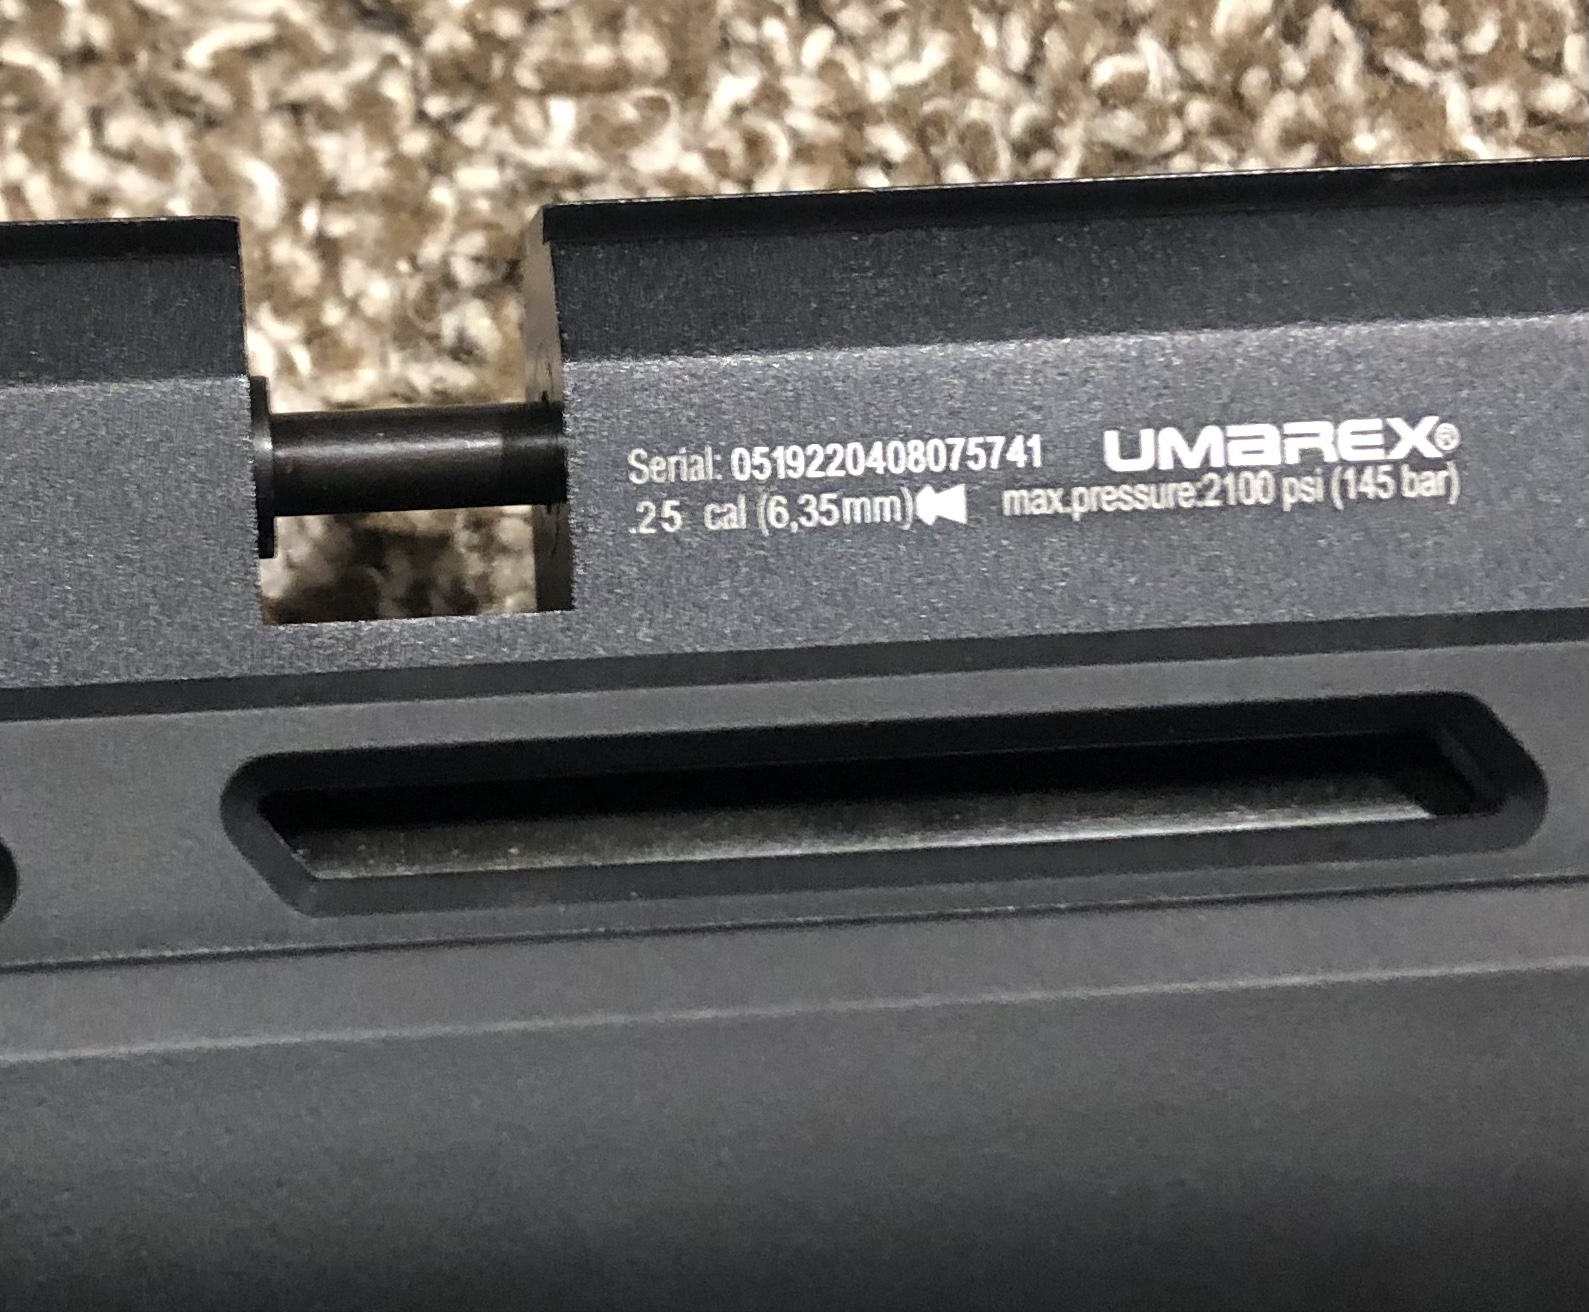 Serial: 0519220408075741 UMAREX®
.25 cal (6,35mm) max.pressure:2100 psi (145 bar)